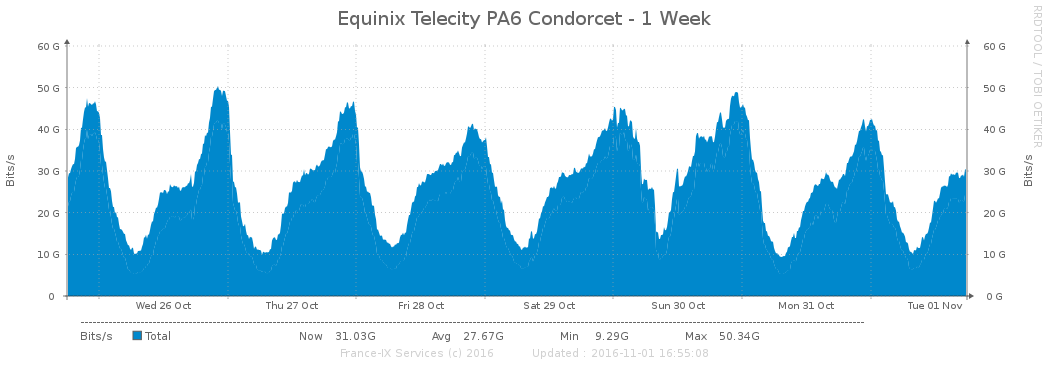 Equinix Telecity PA6 Condorcet - 1 Week
RRDTOOL / TOBI OETIKER
Bits/s
60 G
50 G
40 G
30 G
20 G
10 G
0
60 G
50 G
40 G
30 G
20 G
10 G
0 G
Bits/s
Wed 26 Oct Thu 27 Oct Fri 28 Oct Sat 29 Oct Sun 30 Oct Mon 31 Oct Tue 01 Nov
Bits/s Total Now 31.03G Avg 27.67G Min 9.29G Max 50.34G
France-IX Services (c) 2016 Updated : 2016-11-01 16:55:08